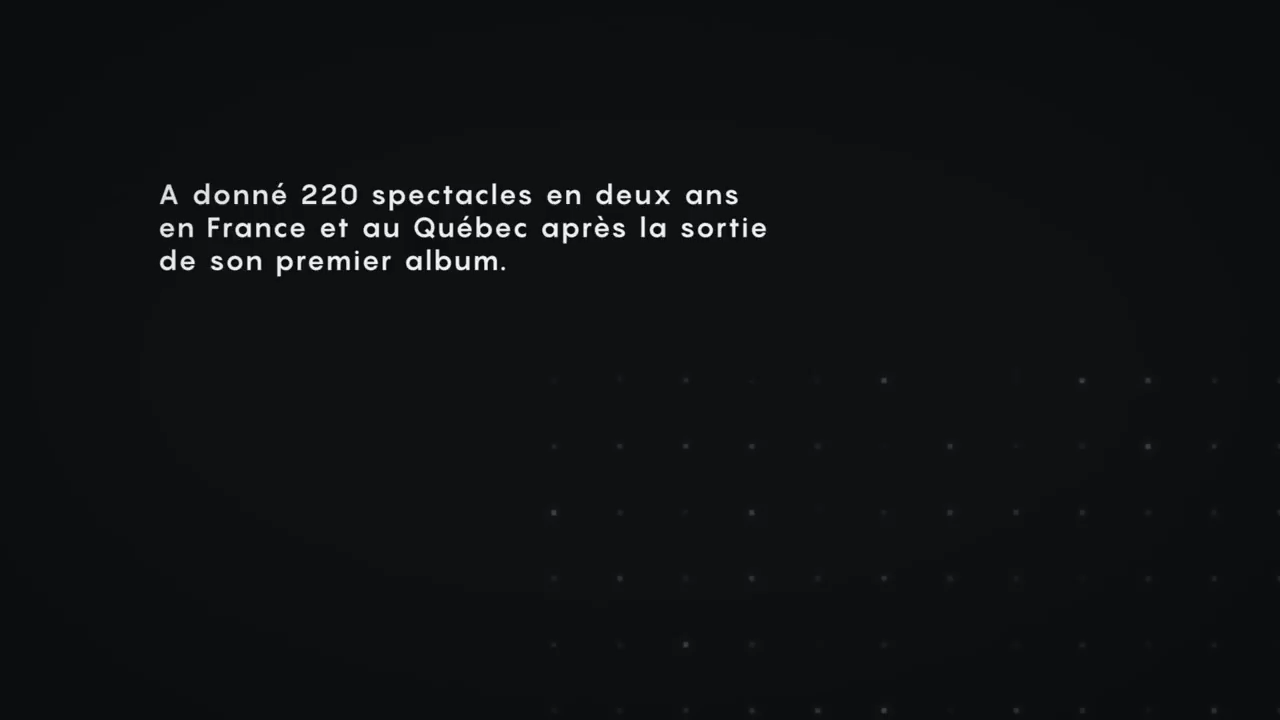 A donné 220 spectacles en deux ans
en France et au Québec après la sortie
de son premier album.